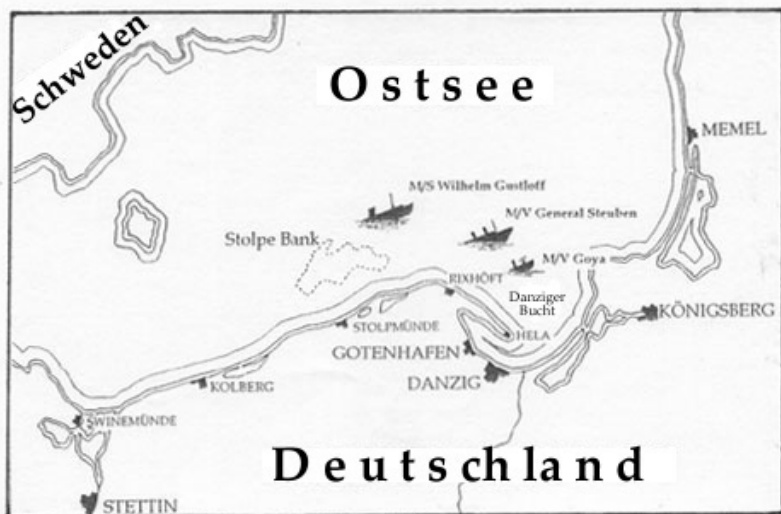 Schweden
Ostsee
MEMEL
M/S Wilhelm Gustloff
M/V General Steuben
Stolpe Bank
M/V Goya
RIXHÖFT
Danziger
Bucht
KÖNIGSBERG
STOLPMÜNDE
HELA
GOTENHAFEN
DANZIG
KOLBERG
SWINEMÜNDE
Deutschland
STETTIN